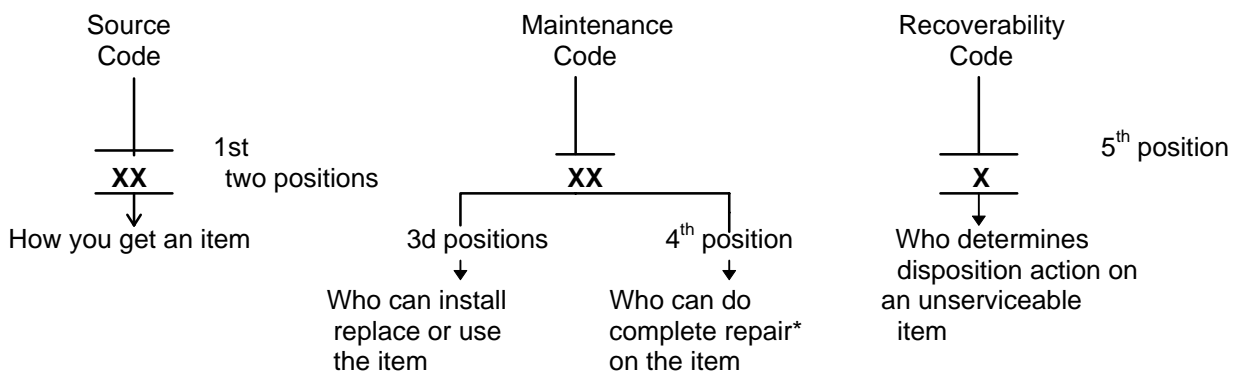 Source
Code
Maintenance
Code
Recoverability
Code
1st
two positions
5th position
XX
XX
X
How you get an item
3d positions
4th position
Who determines
disposition action on
an unserviceable
item
Who can install
replace or use
the item
Who can do
complete repair*
on the item